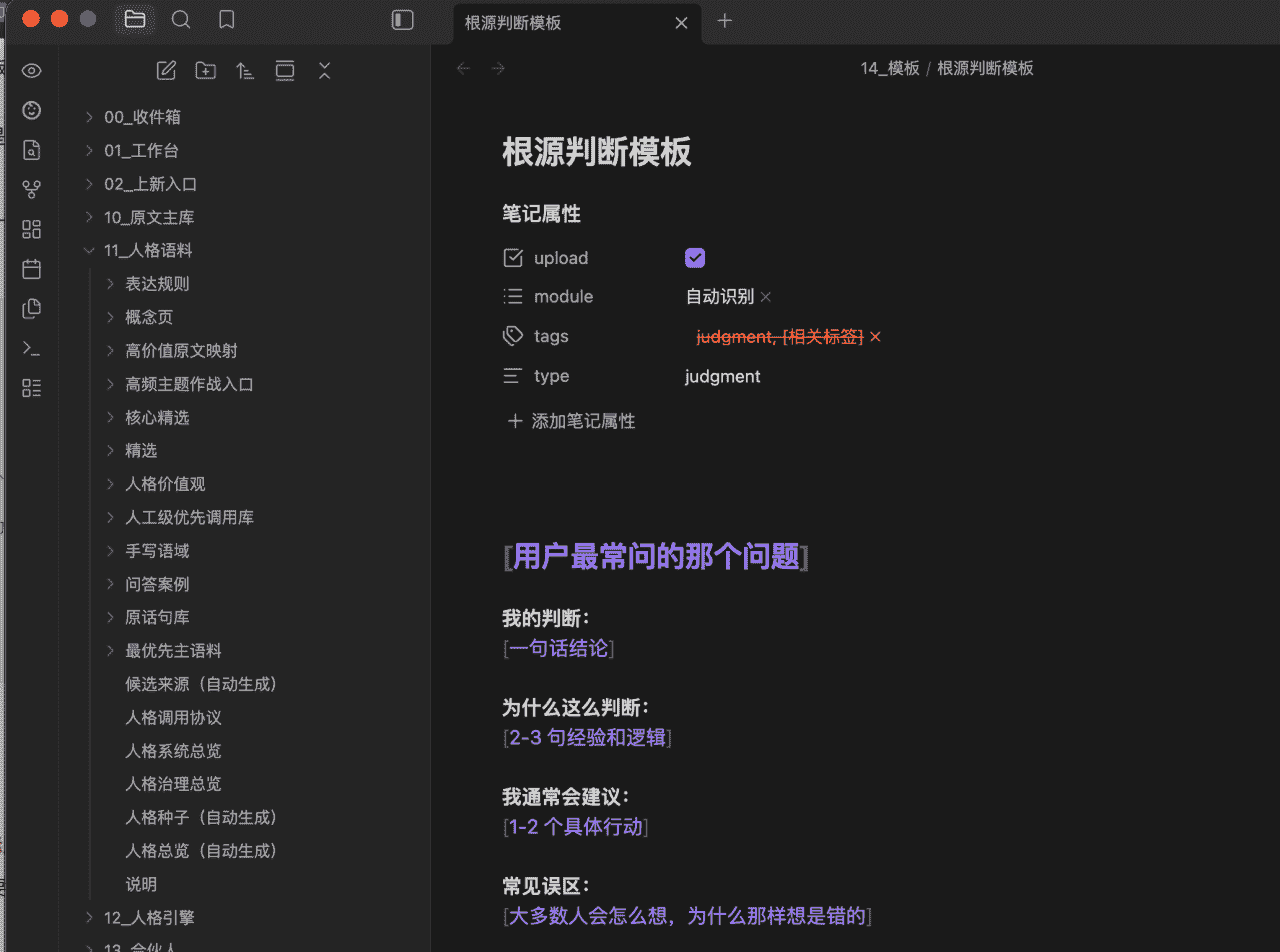 根源判断模板
14_模板 / 根源判断模板
00_收件箱
01_工作台
02_上新入口
10_原文主库
11_人格语料
表达规则
概念页
高价值原文映射
高频主题作战入口
核心精选
精选
人格价值观
人工级优先调用库
手写语域
问答案例
原话句库
最优先主语料
候选来源（自动生成）
人格调用协议
人格系统总览
人格治理总览
人格种子（自动生成）
人格总览（自动生成）
说明
12_人格引擎
13_合伙人
根源判断模板
笔记属性
upload
module 自动识别
tags judgment, [相关标签]
type judgment
添加笔记属性
[用户最常问的那个问题]
我的判断：
[一句话结论]
为什么这么判断：
[2-3 句经验和逻辑]
我通常会建议：
[1-2 个具体行动]
常见误区：
[大多数人会怎么想，为什么那样想是错的]